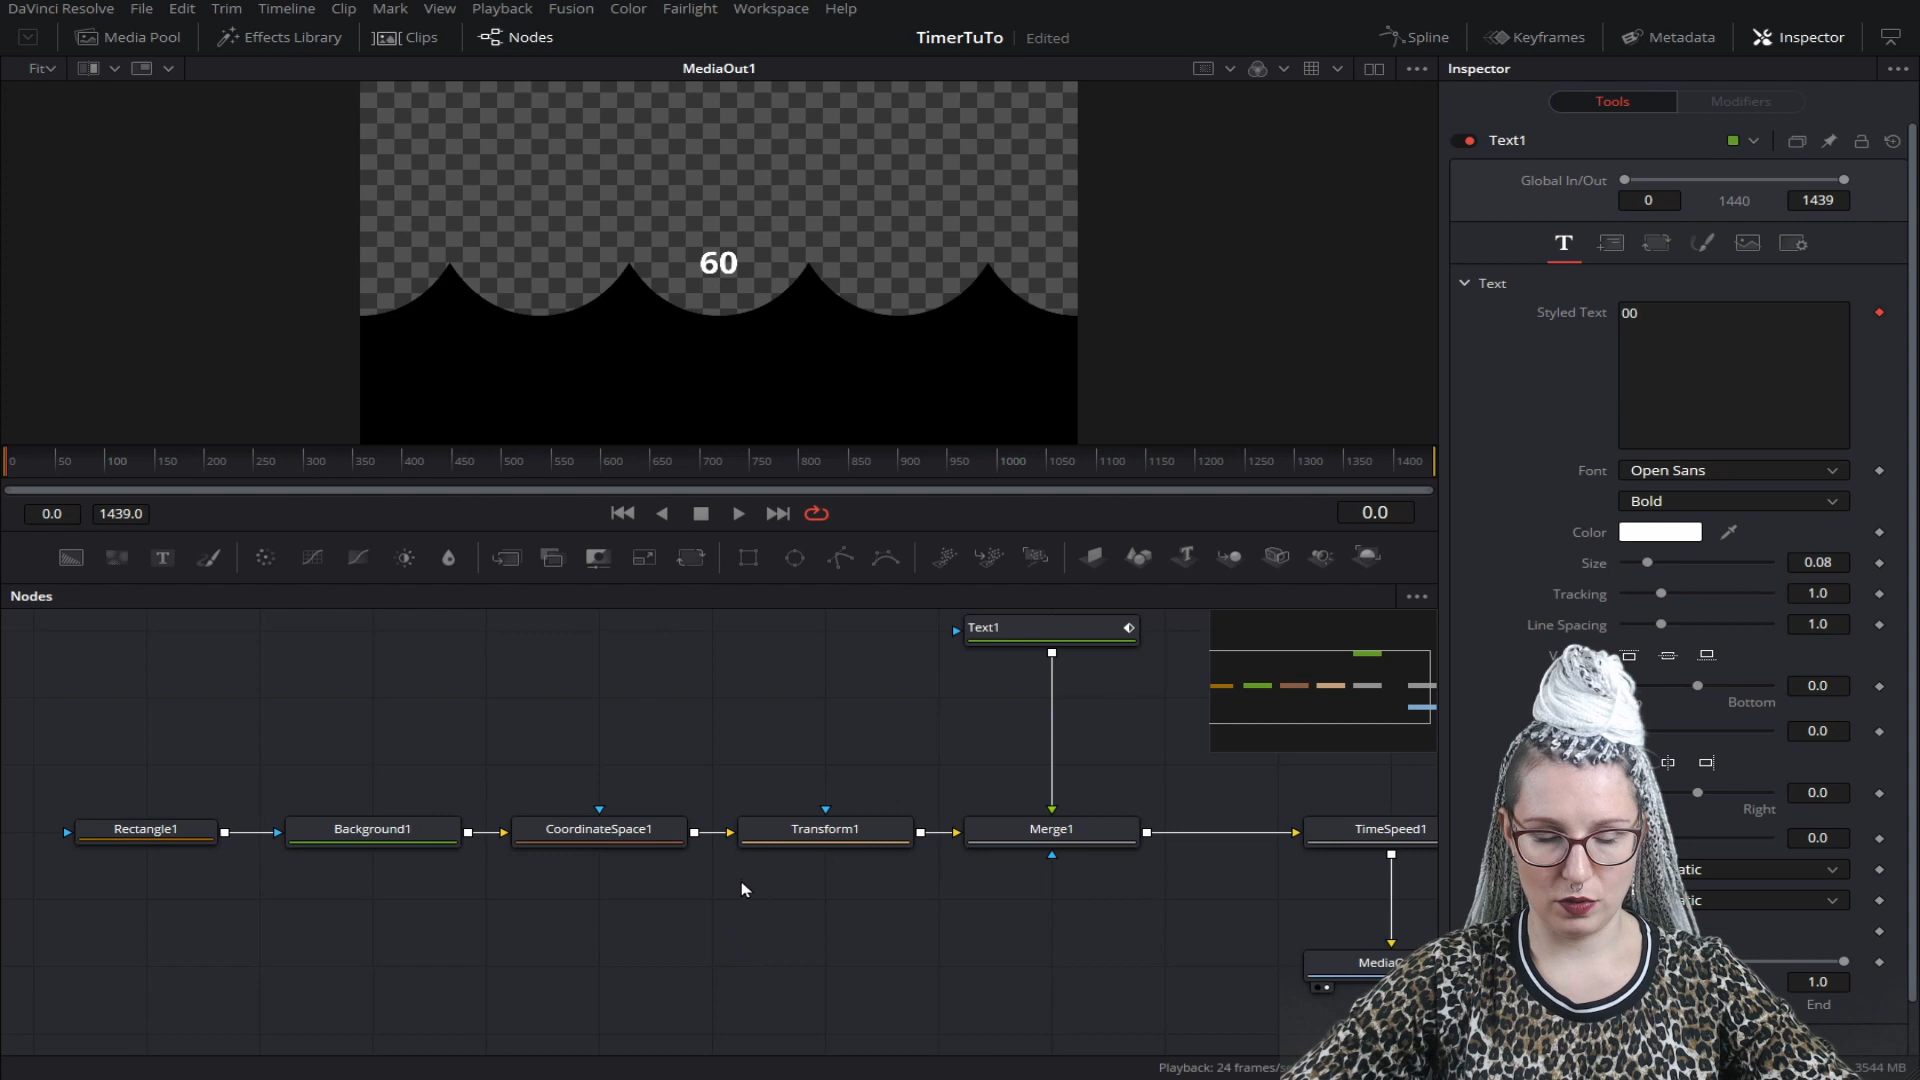 DaVinci Resolve File Edit Trim Timeline Clip Mark View Playback Fusion Color Fairlight Workspace Help
Media Pool Effects Library Clips Nodes TimerTuTo Edited Spline Keyframes Metadata Inspector
Fit MediaOut1 Inspector
Tools Modifiers
Text1
Global In/Out
0 1440 1439
T
Text
Styled Text 00
60
Font Open Sans
Bold
Color
Size 0.08
Tracking 1.0
Line Spacing 1.0
0.0
Bottom
0.0
0.0
Right
0.0
1.0
End
0 50 100 150 200 250 300 350 400 450 500 550 600 650 700 750 800 850 900 950 1000 1050 1100 1150 1200 1250 1300 1350 1400
0.0 1439.0 0.0
Nodes
Text1
Rectangle1 Background1 CoordinateSpace1 Transform1 Merge1 TimeSpeed1
Playback: 24 frames/s
3544 MB